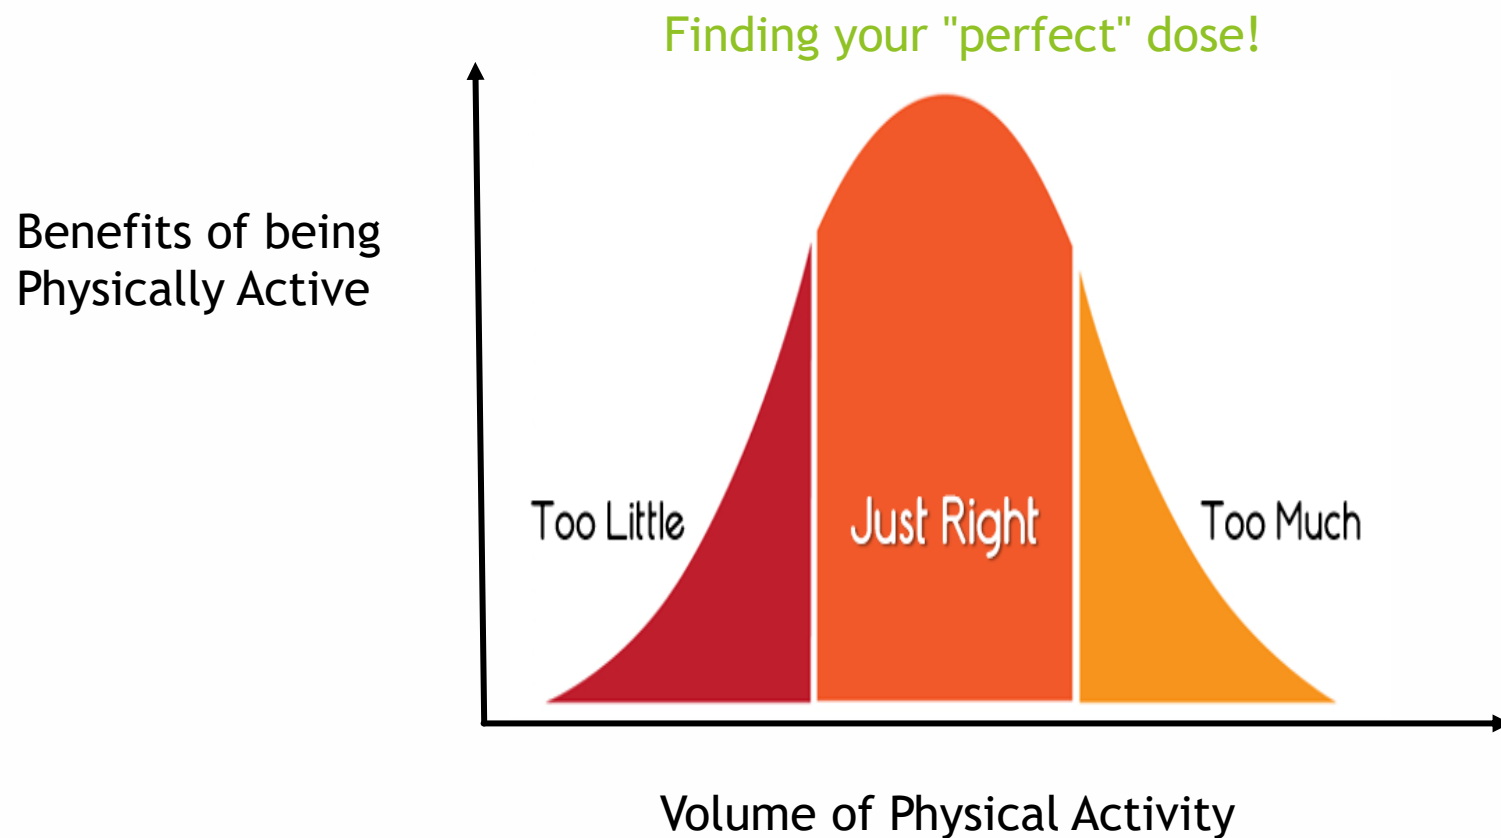 Finding your "perfect" dose!
Benefits of being
Physically Active
Too Little
Just Right
Too Much
Volume of Physical Activity